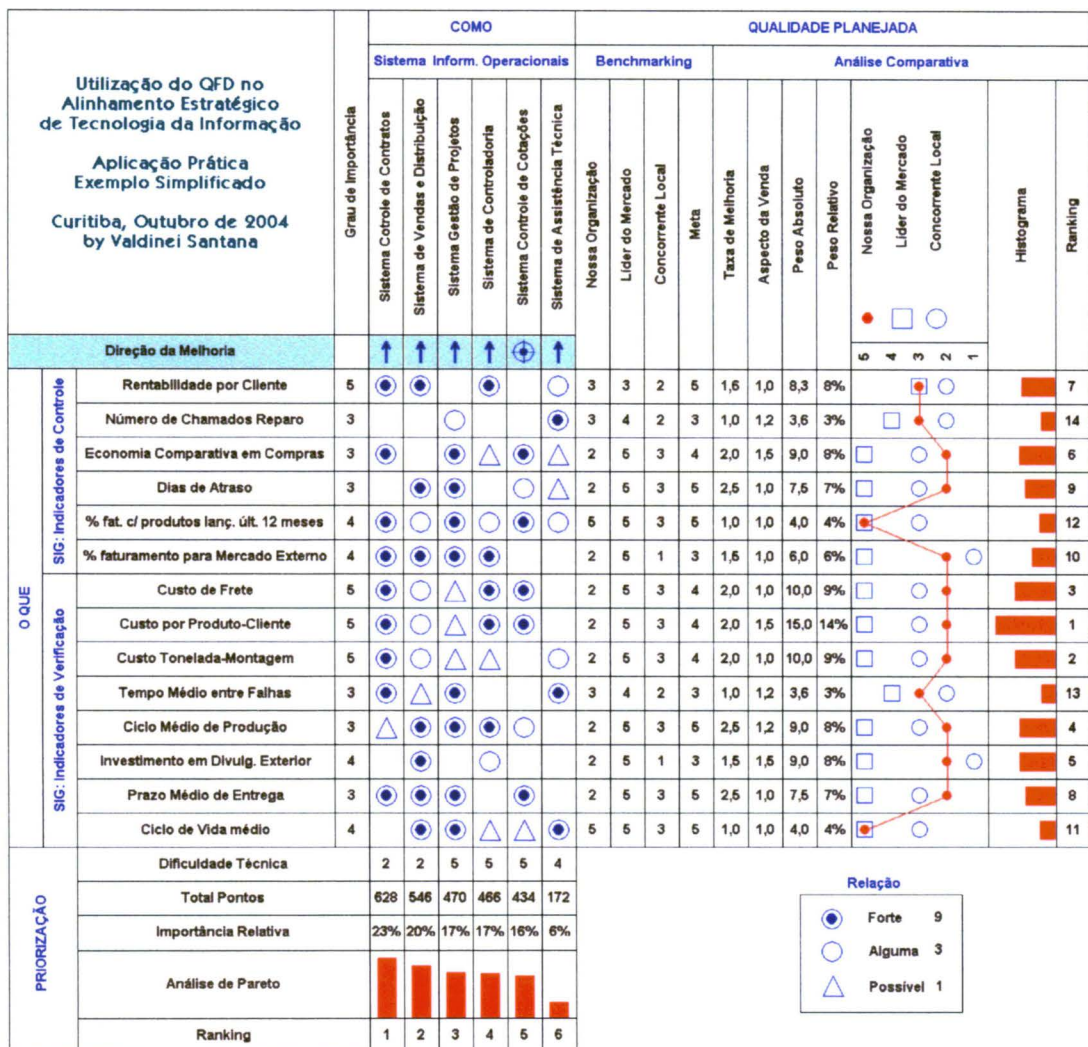 Utilização do QFD no
Alinhamento Estratégico
de Tecnologia da Informação
Aplicação Prática
Exemplo Simplificado
Curitiba, Outubro de 2004
by Valdinei Santana
Grau de Importância
COMO
Sistema Inform. Operacionais
Sistema Cotrole de Contratos
Sistema de Vendas e Distribuição
Sistema Gestão de Projetos
Sistema de Controladoria
Sistema Controle de Cotações
Sistema de Assistência Técnica
QUALIDADE PLANEJADA
Benchmarking
Nossa Organização
Líder do Mercado
Concorrente Local
Meta
Análise Comparativa
Taxa de Melhoria
Aspecto da Venda
Peso Absoluto
Peso Relativo
Nossa Organização
Líder do Mercado
Concorrente Local
5 4 3 2 1
Histograma
Ranking
Direção da Melhoria
O QUE
SIG: Indicadores de Controle
Rentabilidade por Cliente 5 3 3 2 5 1,6 1,0 8,3 8% 7
Número de Chamados Reparo 3 3 4 2 3 1,0 1,2 3,6 3% 14
Economia Comparativa em Compras 3 2 5 3 4 2,0 1,5 9,0 8% 6
Dias de Atraso 3 2 5 3 3 2,5 1,0 7,5 7% 9
% fat. c/ produtos lanç. últ. 12 meses 4 5 5 3 5 1,0 1,0 4,0 4% 12
% faturamento para Mercado Externo 4 2 5 1 3 1,5 1,0 6,0 6% 10
SIG: Indicadores de Verificação
Custo de Frete 5 2 5 3 4 2,0 1,0 10,0 9% 3
Custo por Produto-Cliente 5 2 5 3 4 2,0 1,5 15,0 14% 1
Custo Tonelada-Montagem 5 2 5 3 4 2,0 1,0 10,0 9% 2
Tempo Médio entre Falhas 3 3 4 2 3 1,0 1,2 3,6 3% 13
Ciclo Médio de Produção 3 2 5 3 4 2,5 1,2 9,0 8% 4
Investimento em Divulg. Exterior 4 2 5 1 3 1,5 1,5 9,0 8% 5
Prazo Médio de Entrega 3 2 5 3 3 2,5 1,0 7,5 7% 8
Ciclo de Vida médio 4 5 5 3 5 1,0 1,0 4,0 4% 11
PRIORIZAÇÃO
Dificuldade Técnica 2 2 5 5 5 4
Total Pontos 628 546 470 466 434 172
Importância Relativa 23% 20% 17% 17% 16% 6%
Análise de Pareto
Ranking 1 2 3 4 5 6
Relação
Forte 9
Alguma 3
Possível 1